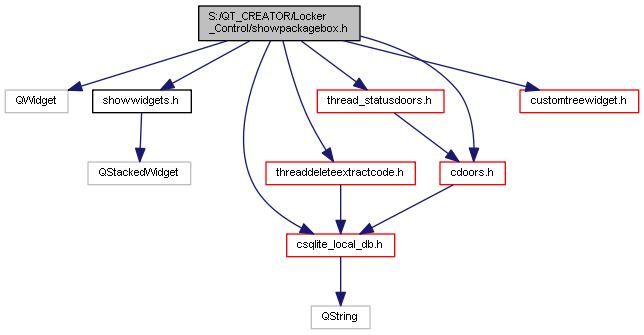 S:/QT_CREATOR/Locker
_Control/showpackagebox.h
QWidget
showwidgets.h
thread_statusdoors.h
customtreewidget.h
QStackedWidget
threaddeleteextractcode.h
cdoors.h
csqlite_local_db.h
QString